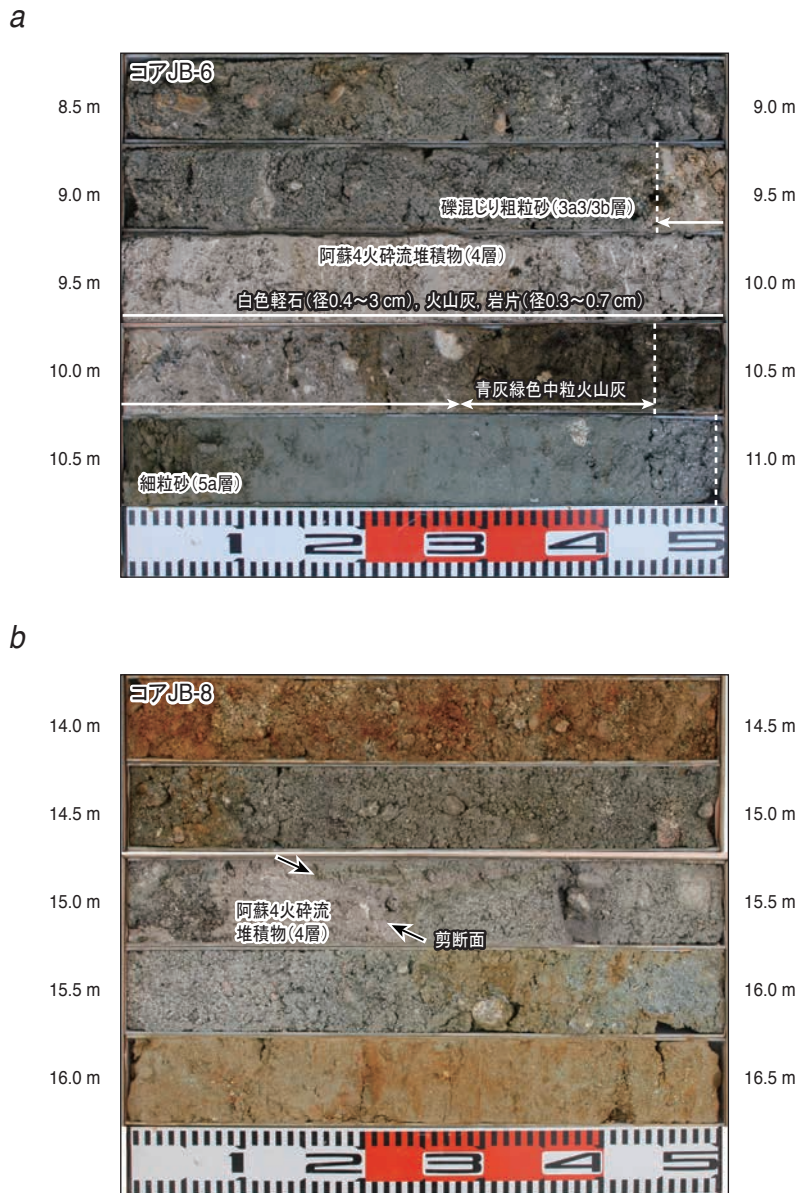 a
コアJB-6
8.5 m
9.0 m
9.0 m
礫混じり粗粒砂(3a3/3b層)
9.5 m
阿蘇4火砕流堆積物(4層)
9.5 m
10.0 m
白色軽石(径0.4〜3 cm), 火山灰, 岩片(径0.3〜0.7 cm)
10.0 m
青灰緑色中粒火山灰
10.5 m
10.5 m
細粒砂(5a層)
11.0 m
1 2 3 4 5
b
コアJB-8
14.0 m
14.5 m
14.5 m
15.0 m
15.0 m
阿蘇4火砕流
堆積物(4層)
剪断面
15.5 m
15.5 m
16.0 m
16.0 m
16.5 m
1 2 3 4 5